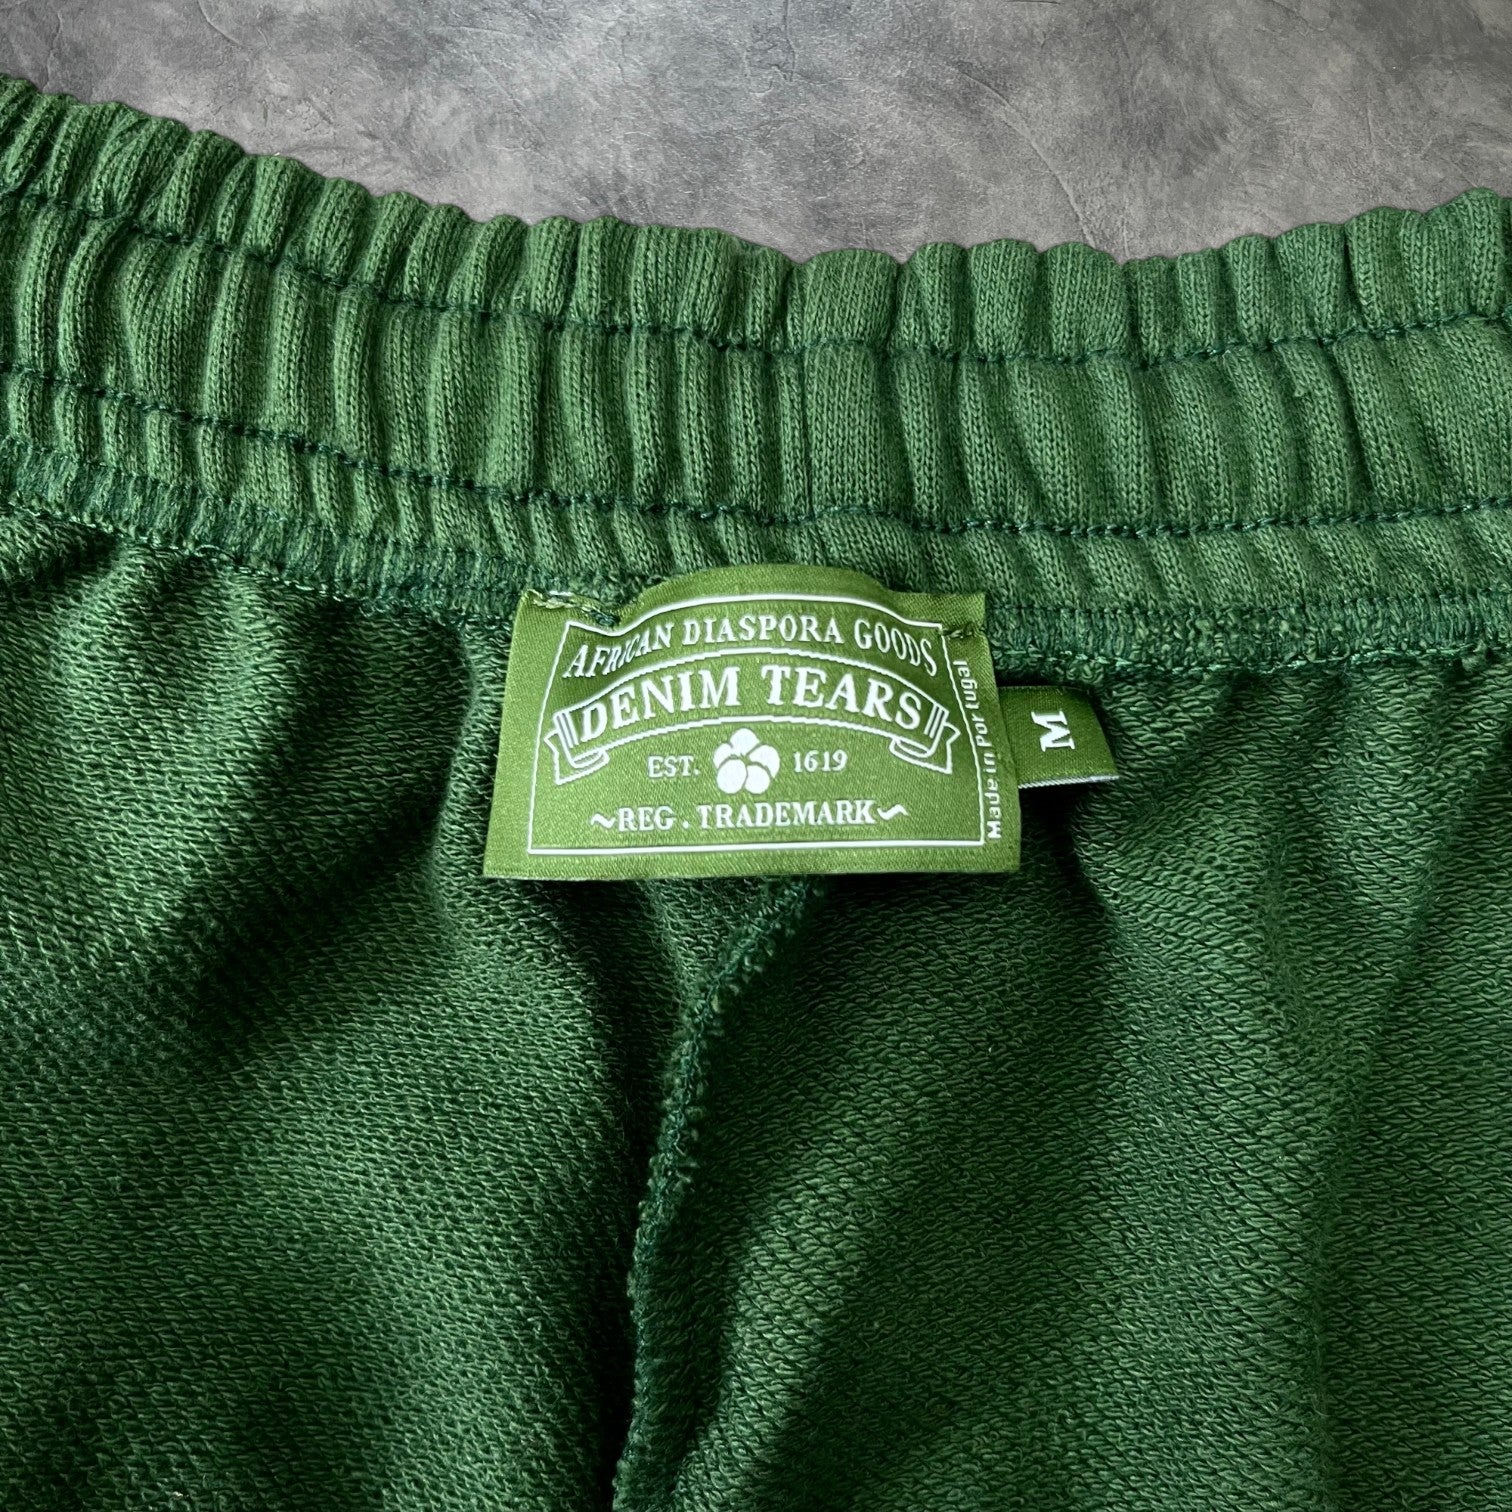 AFRICAN DIASPORA GOODS
DENIM TEARS
EST. 1619
~REG. TRADEMARK~
Made in Portugal
M